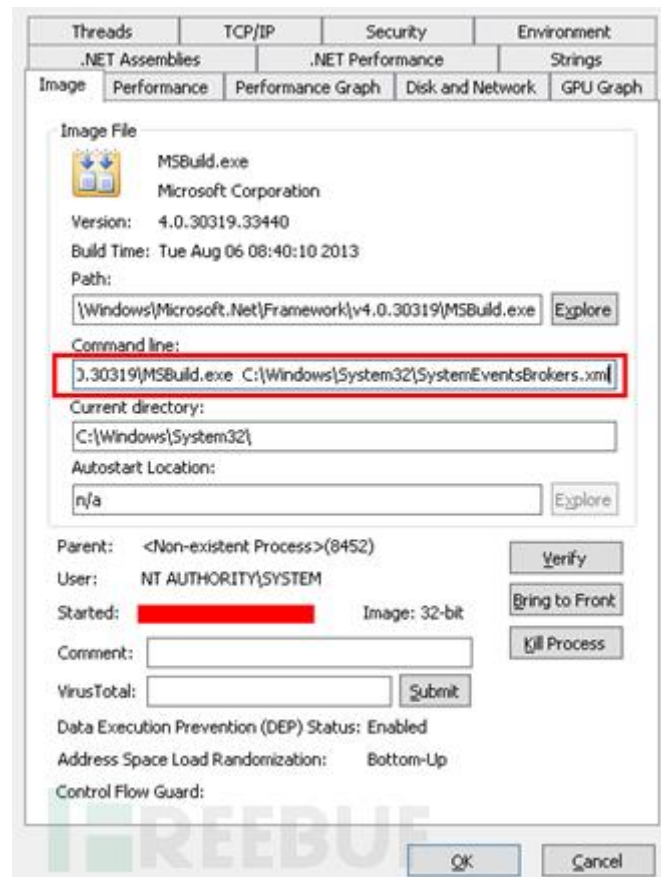 Threads TCP/IP Security Environment
.NET Assemblies .NET Performance Strings
Image Performance Performance Graph Disk and Network GPU Graph
Image File
MSBuild.exe
Microsoft Corporation
Version: 4.0.30319.33440
Build Time: Tue Aug 06 08:40:10 2013
Path:
\Windows\Microsoft.Net\Framework\v4.0.30319\MSBuild.exe Explore
Command line:
0.30319\MSBuild.exe C:\Windows\System32\SystemEventsBrokers.xml
Current directory:
C:\Windows\System32\
Autostart Location:
n/a Explore
Parent: <Non-existent Process>(8452) Verify
User: NT AUTHORITY\SYSTEM
Bring to Front
Started: Image: 32-bit
Kill Process
Comment:
VirusTotal: Submit
Data Execution Prevention (DEP) Status: Enabled
Address Space Load Randomization: Bottom-Up
Control Flow Guard:
FREEBUF
OK Cancel